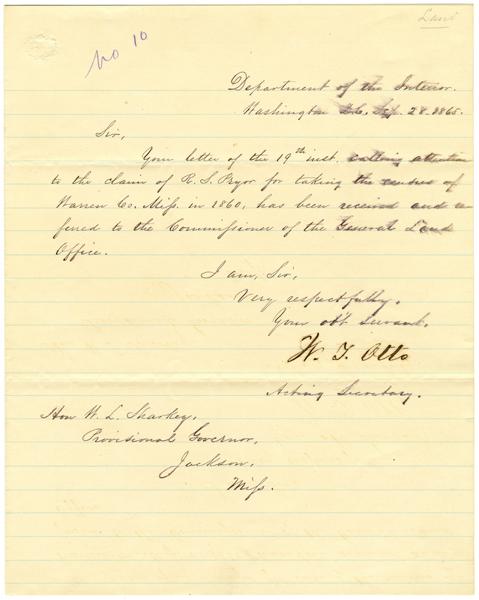 Land
No 10
Department of the Interior.
Washington D.C. Sep. 28. 1865.
Sir,
Your letter of the 19th inst. calling attention
to the claim of R. S. Pryor for taking the census of
Warren Co. Miss. in 1860, has been received and re
ferred to the Commissioner of the General Land
Office.
I am, Sir,
Very respectfully,
Your obt servant.
W. T. Otto
Acting Secretary.
Hon W. L. Sharkey,
Provisional Governor,
Jackson,
Miss.